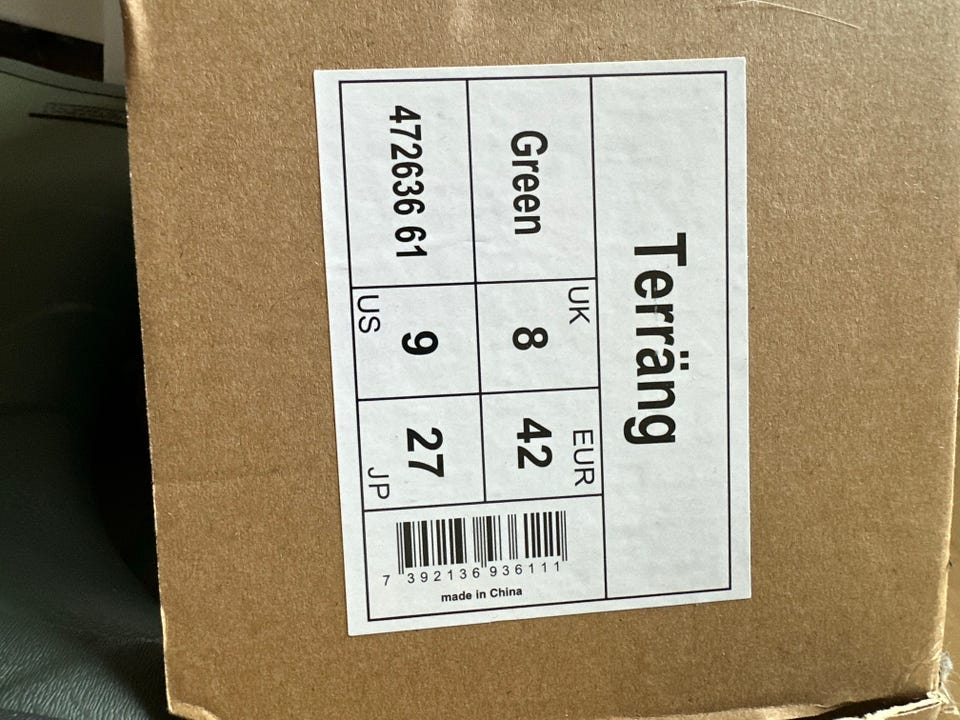 Terräng
Green
UK
8
EUR
42
472636 61
9
US
27
JP
7 392136 936111
made in China